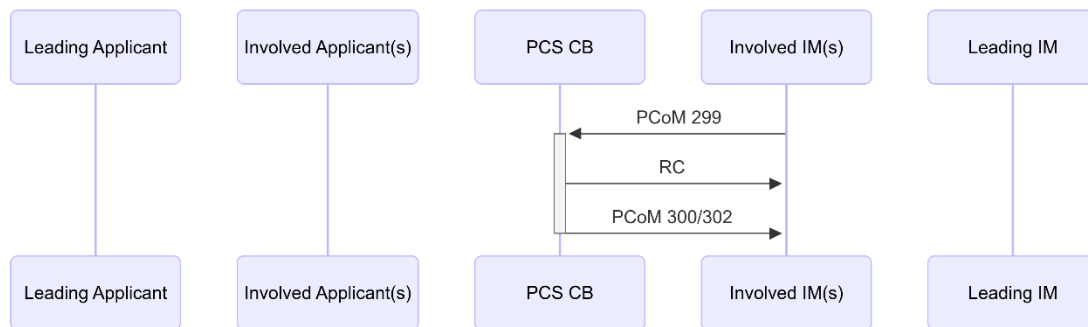 Leading Applicant
Involved Applicant(s)
PCS CB
Involved IM(s)
Leading IM
PCoM 299
RC
PCoM 300/302
Leading Applicant
Involved Applicant(s)
PCS CB
Involved IM(s)
Leading IM